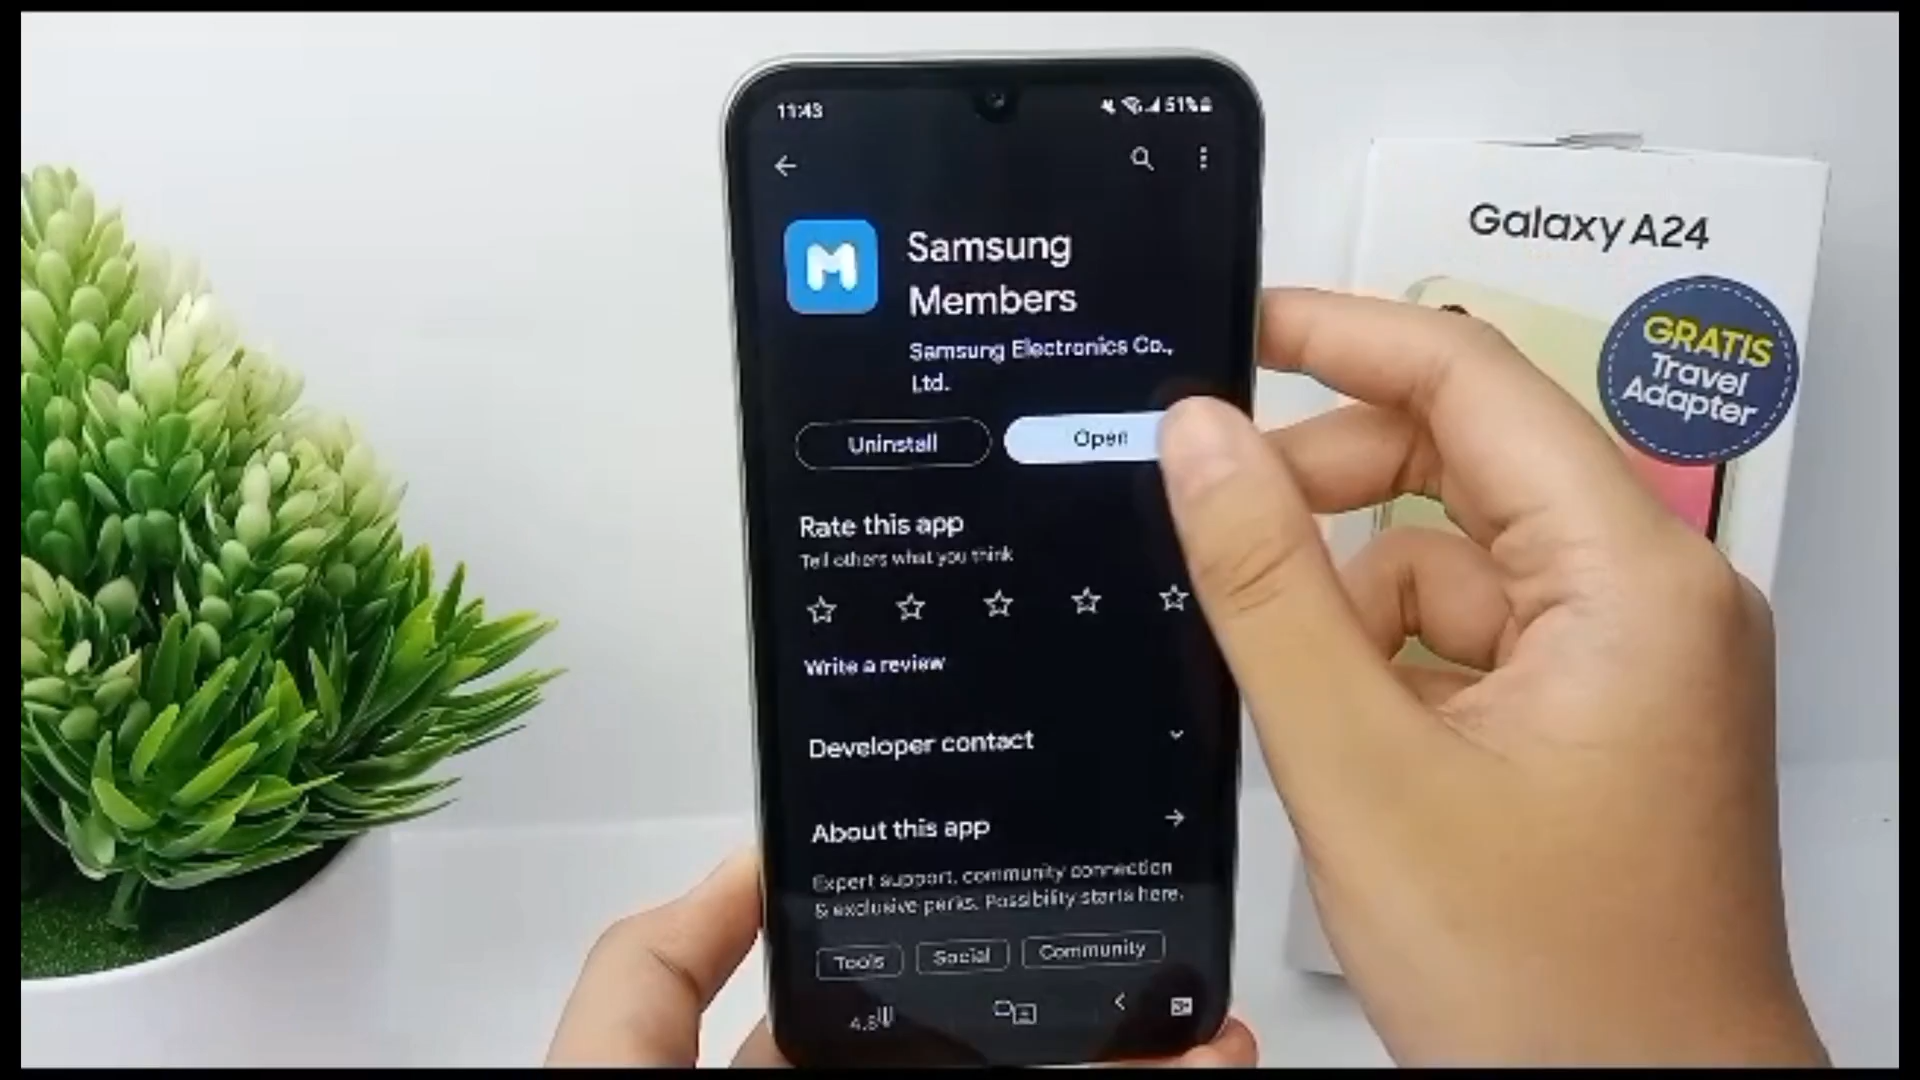 11:43
51%
Samsung
Members
Samsung Electronics Co.,
Ltd.
Uninstall
Open
Rate this app
Tell others what you think
Write a review
Developer contact
About this app
Expert support, community connection
& exclusive perks. Possibility starts here.
Tools
Social
Community
Galaxy A24
GRATIS
Travel
Adapter